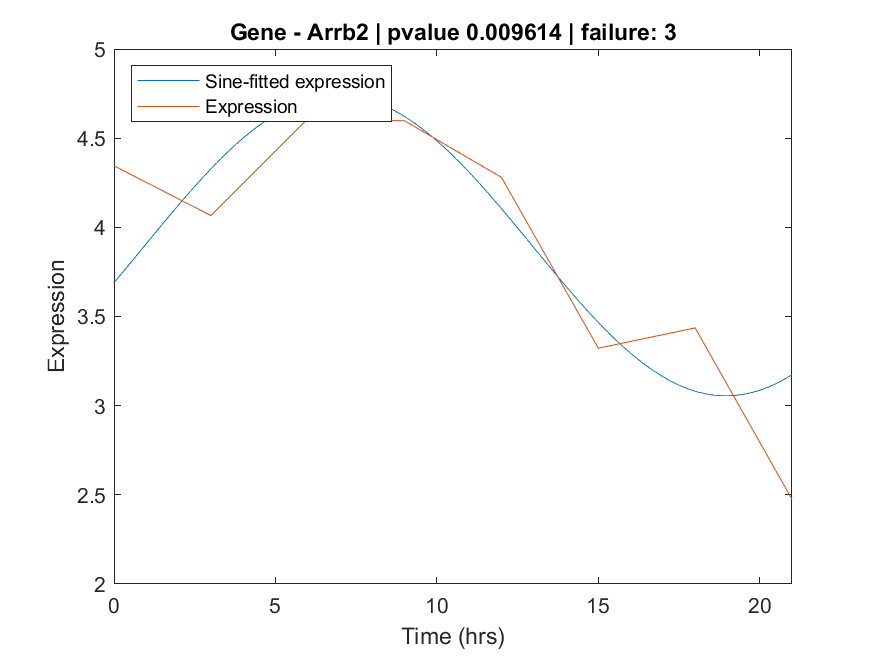 Gene - Arrb2 | pvalue 0.009614 | failure: 3
Sine-fitted expression
Expression
5
4.5
4
3.5
3
2.5
2
Expression
0
5
10
15
20
Time (hrs)